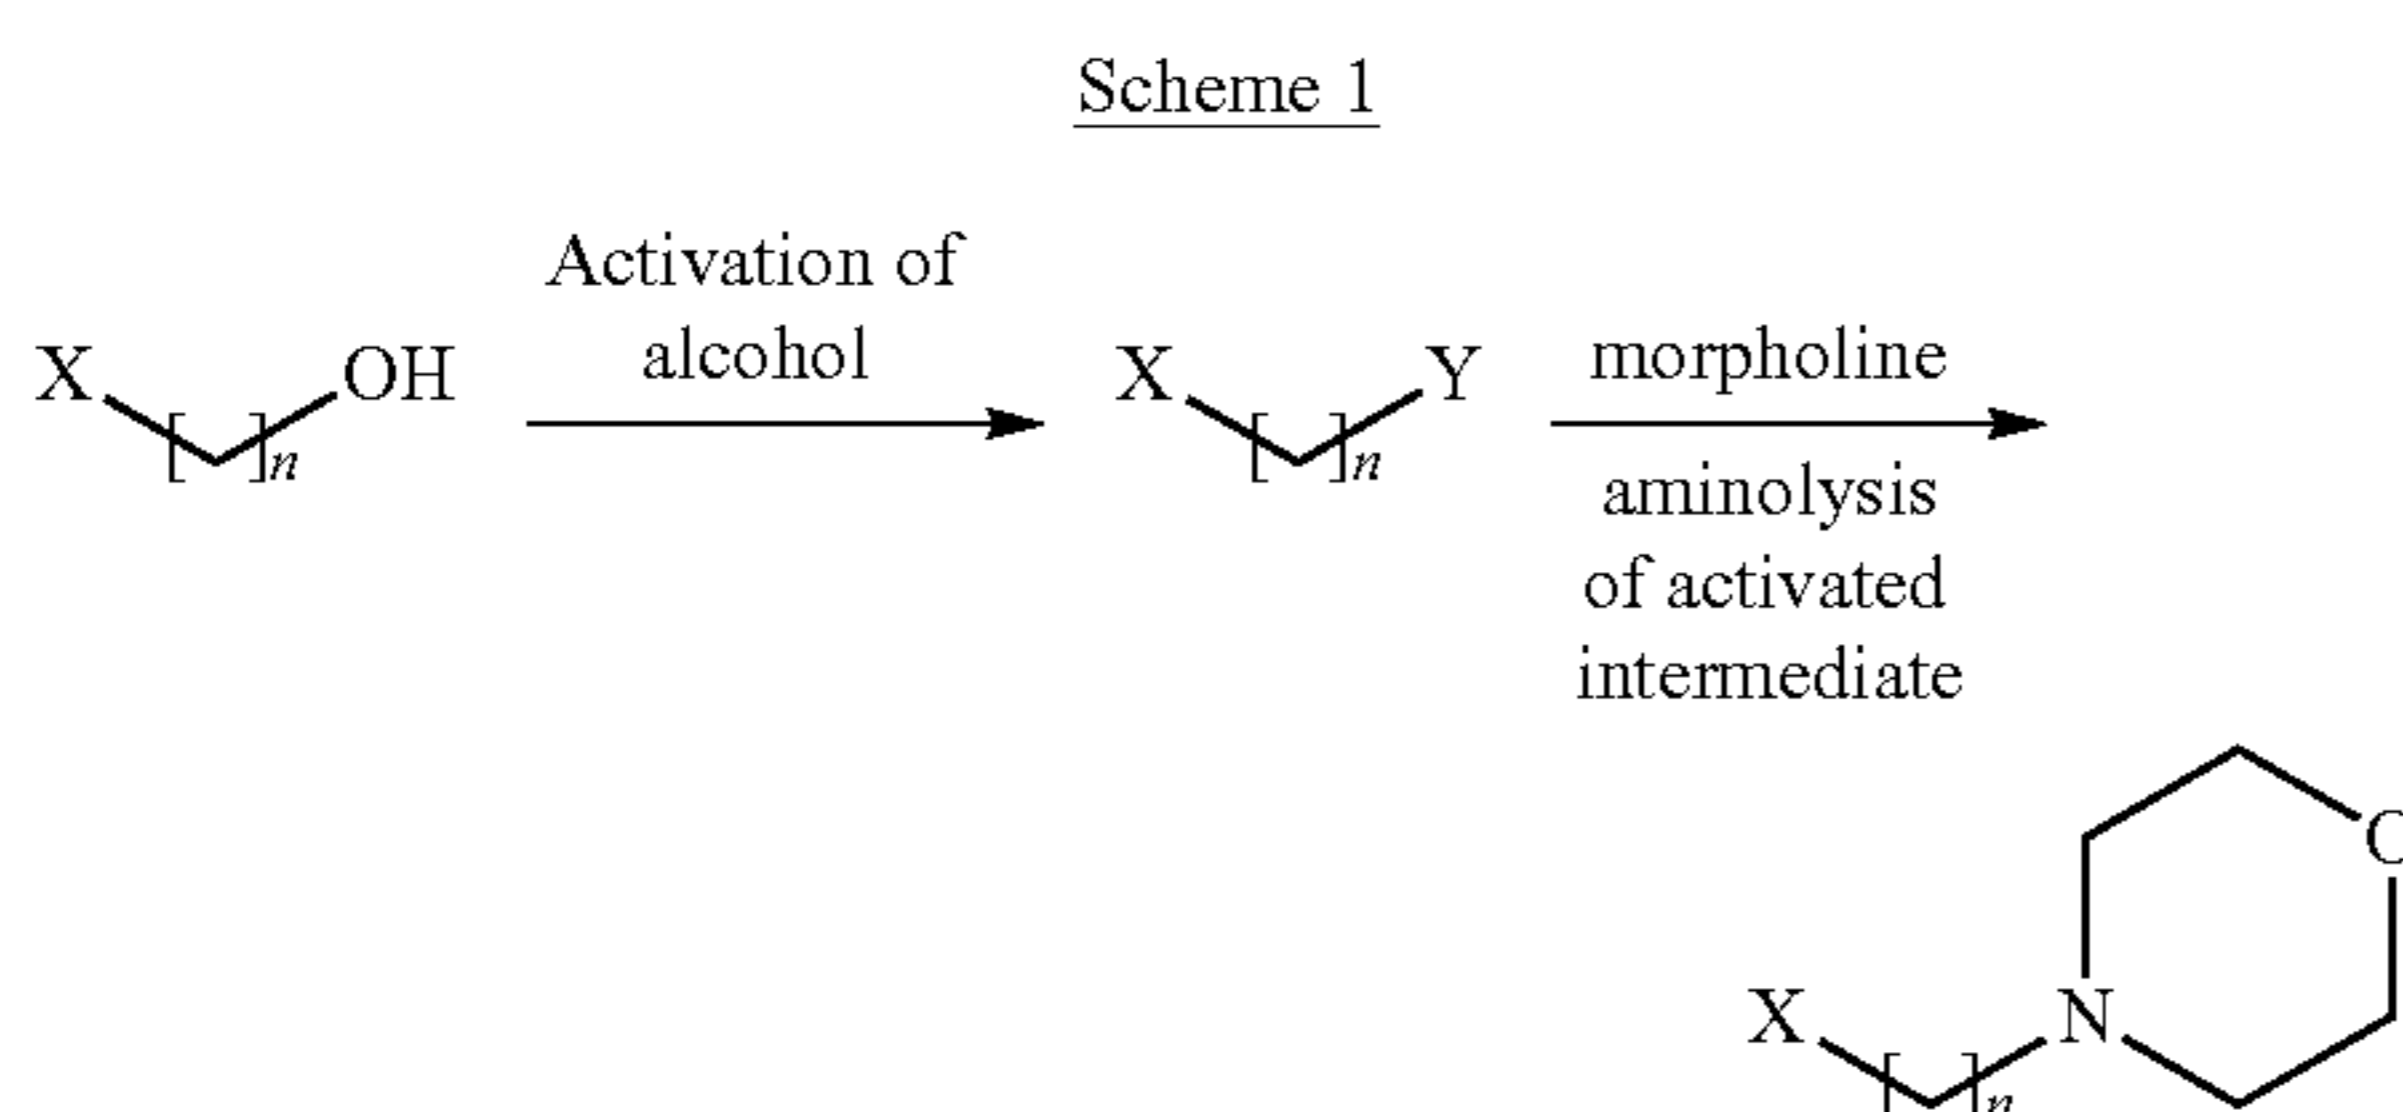 Scheme 1
Activation of
alcohol
X
OH
[ ]n
X
Y
[ ]n
morpholine
aminolysis
of activated
intermediate
X
N
[ ]n